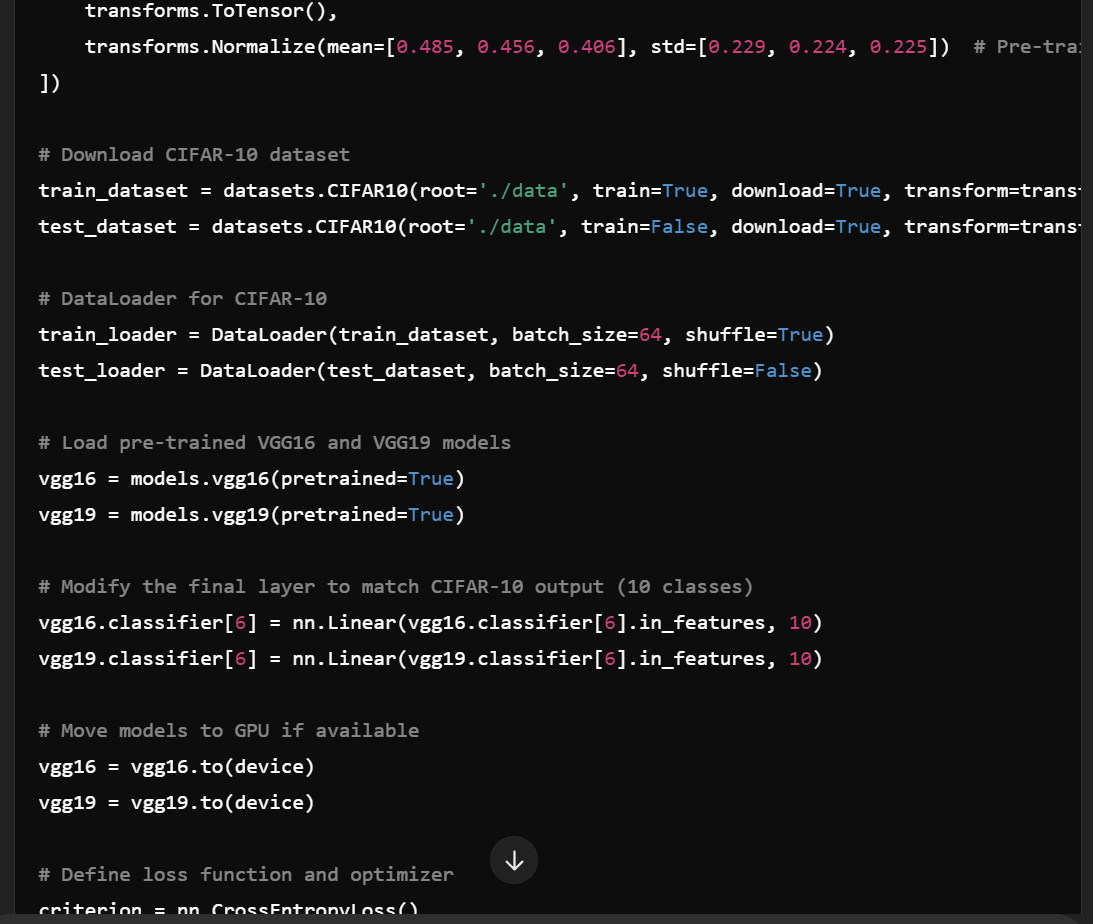 transforms.ToTensor(),
    transforms.Normalize(mean=[0.485, 0.456, 0.406], std=[0.229, 0.224, 0.225])  # Pre-trai
])

# Download CIFAR-10 dataset
train_dataset = datasets.CIFAR10(root='./data', train=True, download=True, transform=trans
test_dataset = datasets.CIFAR10(root='./data', train=False, download=True, transform=trans

# DataLoader for CIFAR-10
train_loader = DataLoader(train_dataset, batch_size=64, shuffle=True)
test_loader = DataLoader(test_dataset, batch_size=64, shuffle=False)

# Load pre-trained VGG16 and VGG19 models
vgg16 = models.vgg16(pretrained=True)
vgg19 = models.vgg19(pretrained=True)

# Modify the final layer to match CIFAR-10 output (10 classes)
vgg16.classifier[6] = nn.Linear(vgg16.classifier[6].in_features, 10)
vgg19.classifier[6] = nn.Linear(vgg19.classifier[6].in_features, 10)

# Move models to GPU if available
vgg16 = vgg16.to(device)
vgg19 = vgg19.to(device)

# Define loss function and optimizer
criterion = nn.CrossEntropyLoss()